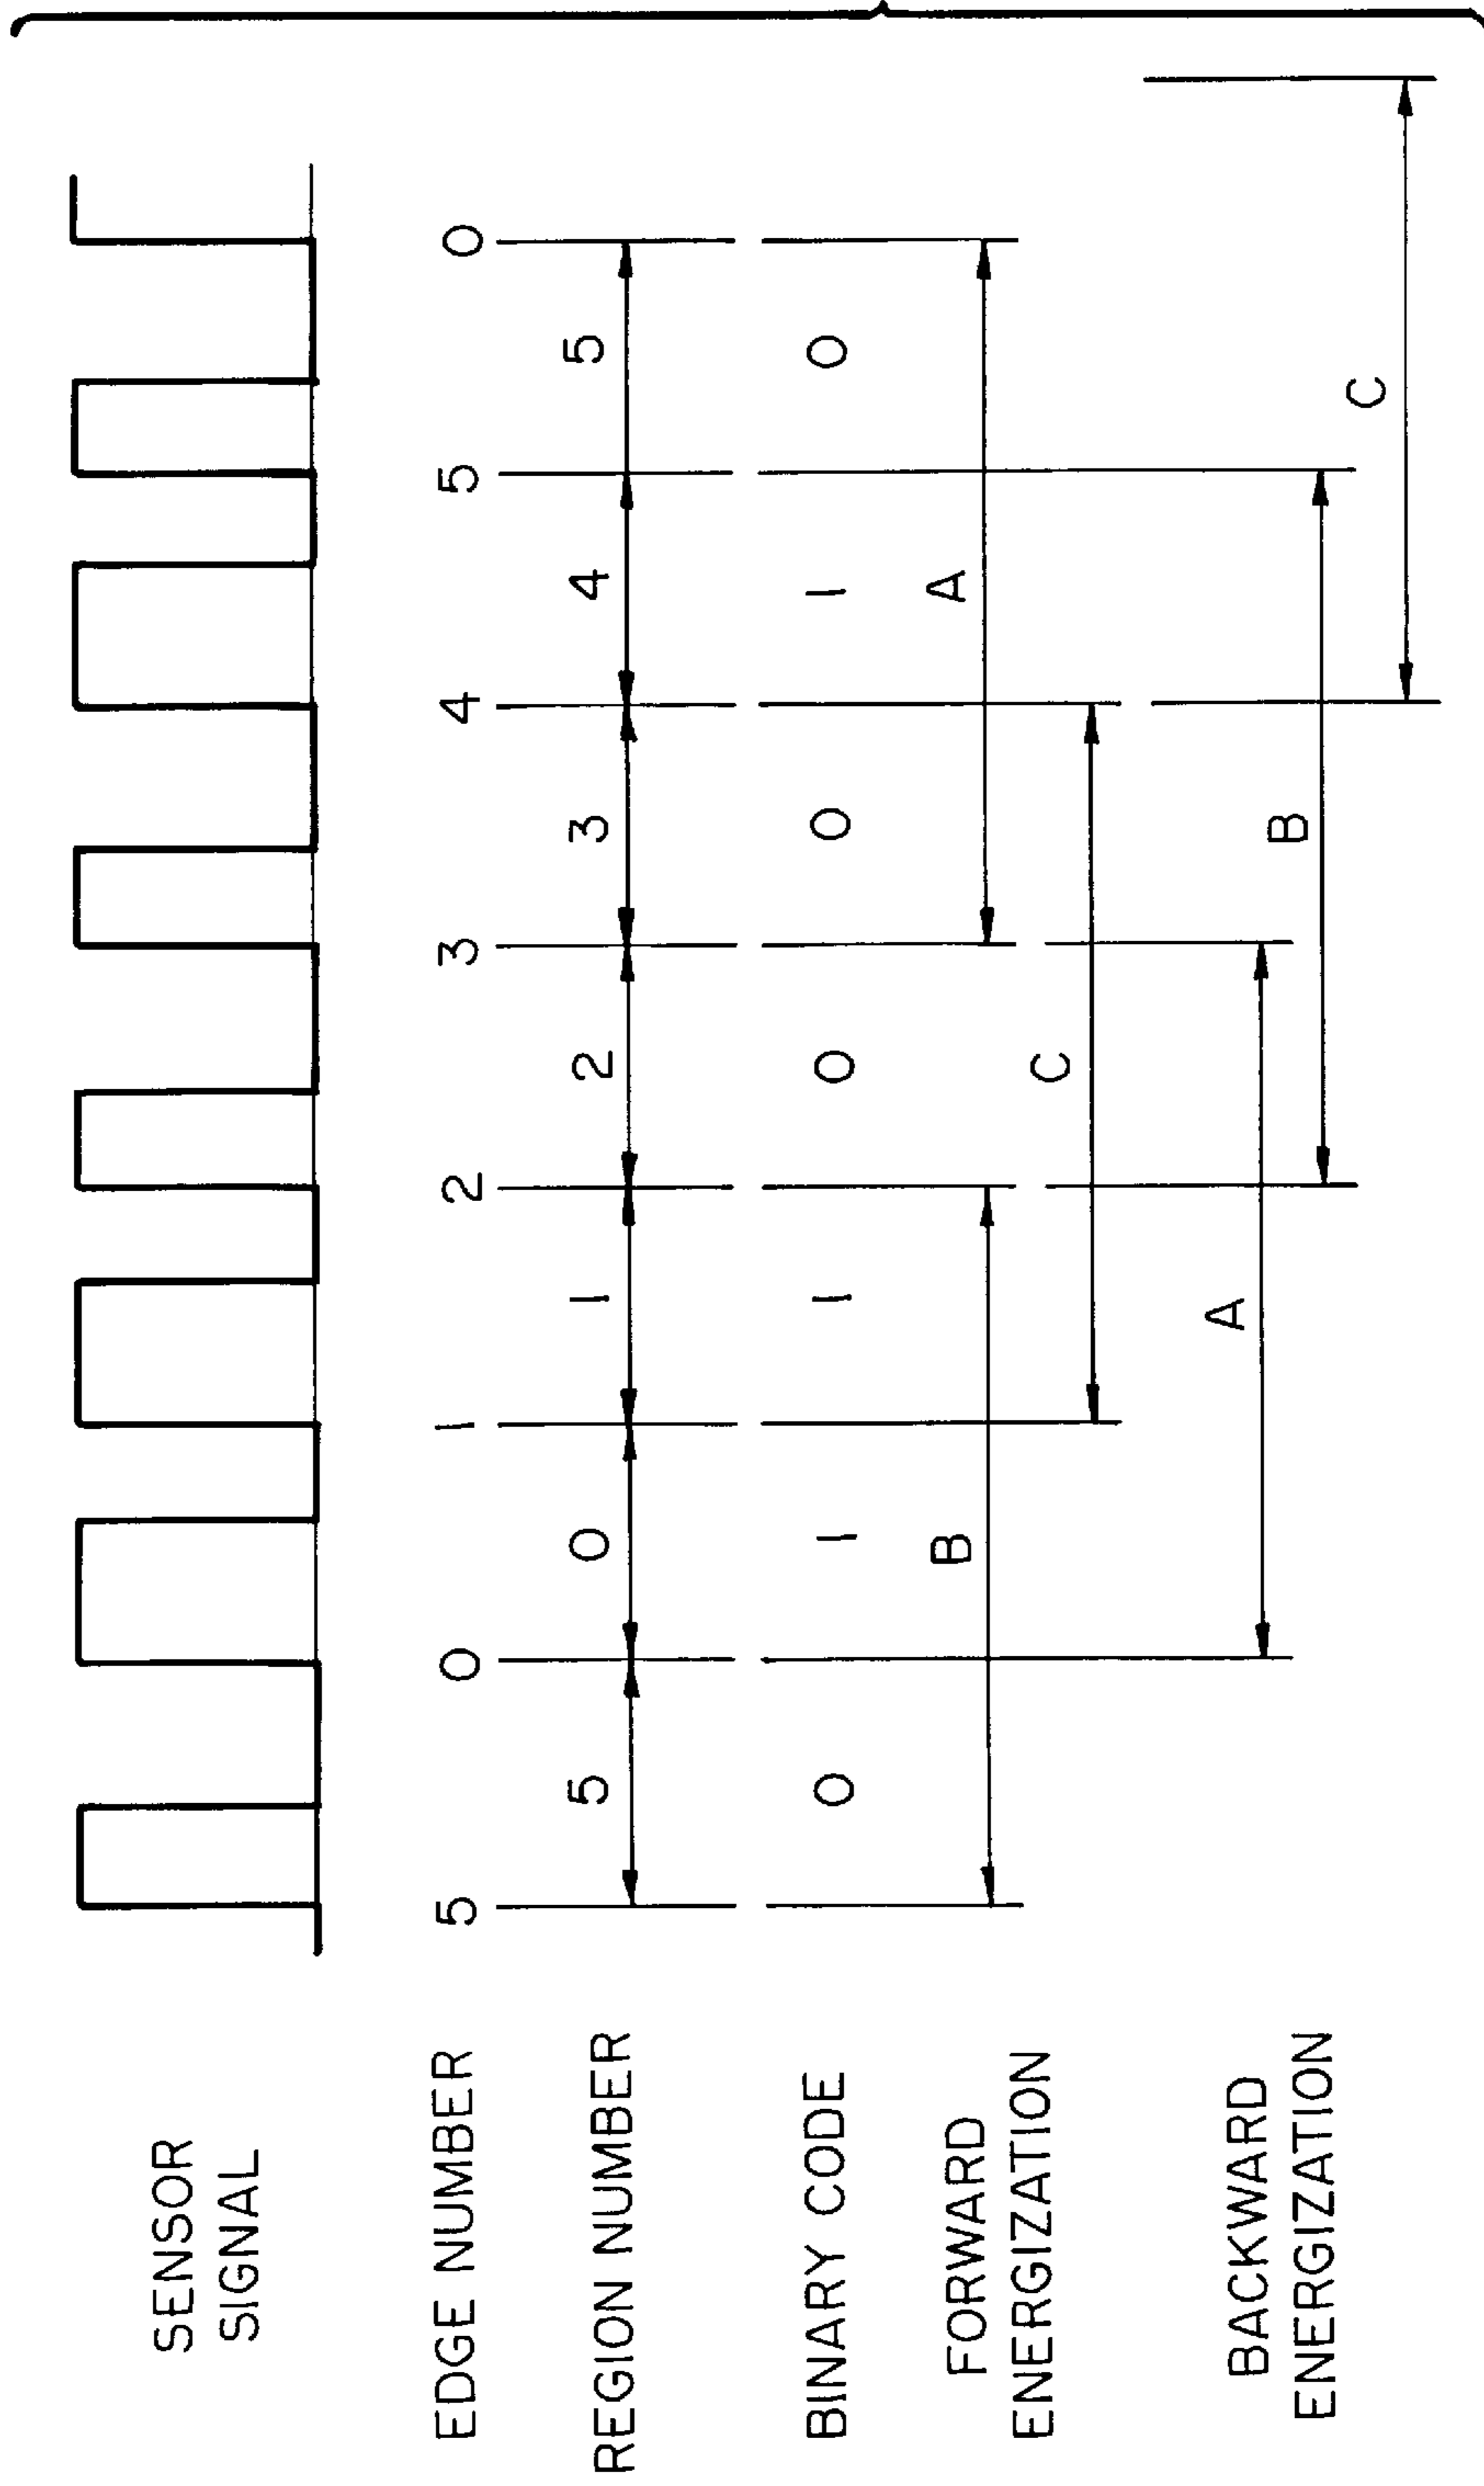 SENSOR
SIGNAL
EDGE NUMBER 5 0 1 2 3 4 5 0
REGION NUMBER 5 0 1 2 3 4 5
BINARY CODE 0 1 1 0 0 1 0
FORWARD
ENERGIZATION
B A
C
BACKWARD
ENERGIZATION
A
B
C